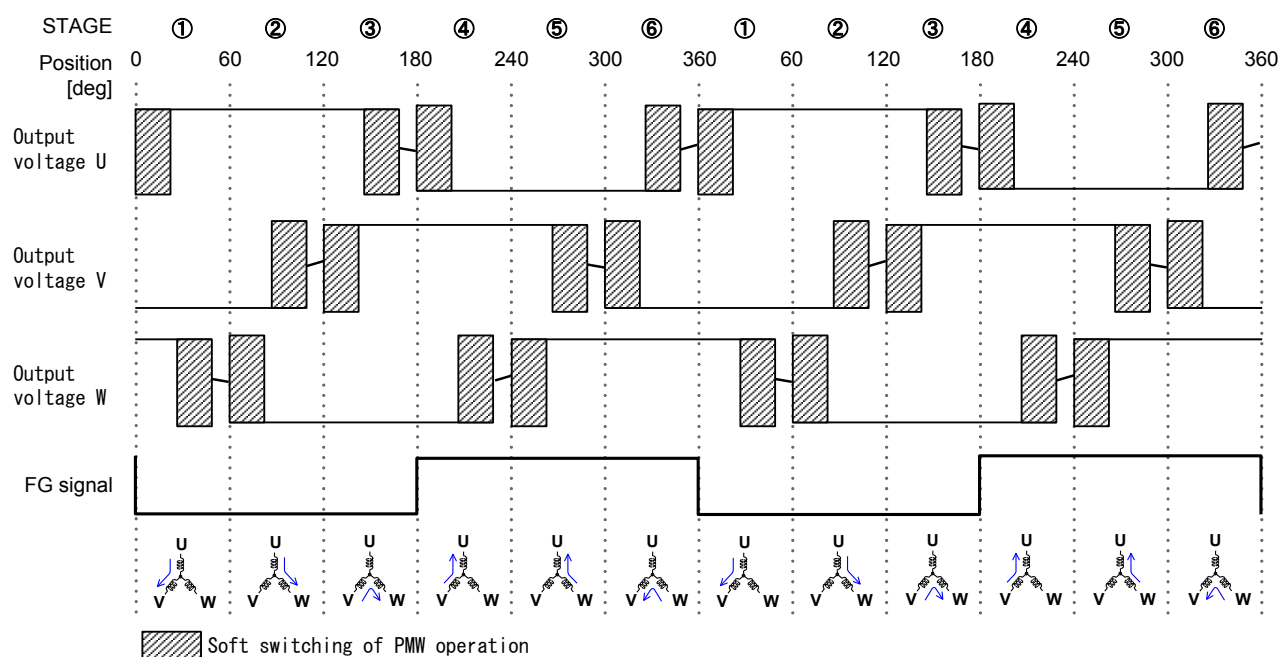 STAGE ① ② ③ ④ ⑤ ⑥ ① ② ③ ④ ⑤ ⑥
Position 0 60 120 180 240 300 360 60 120 180 240 300 360
[deg]
Output
voltage U
Output
voltage V
Output
voltage W
FG signal
U U U U U U U U U U U U
V W V W V W V W V W V W V W V W V W V W V W V W
Soft switching of PMW operation